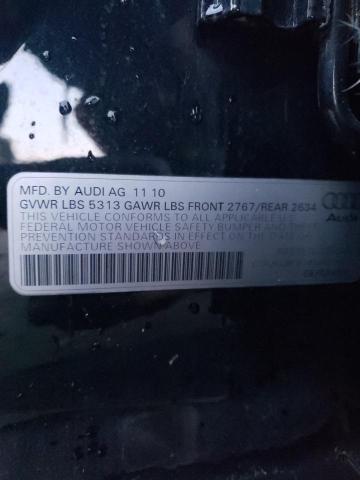 MFD. BY AUDI AG 11 10
GVWR LBS 5313 GAWR LBS FRONT 2767/REAR 2634
THIS VEHICLE CONFORMS TO ALL APPLICABLE
FEDERAL MOTOR VEHICLE SAFETY BUMPER AND THEFT
PREVENTION STANDARDS IN EFFECT ON THE DATE OF
MANUFACTURE SHOWN ABOVE
Audi